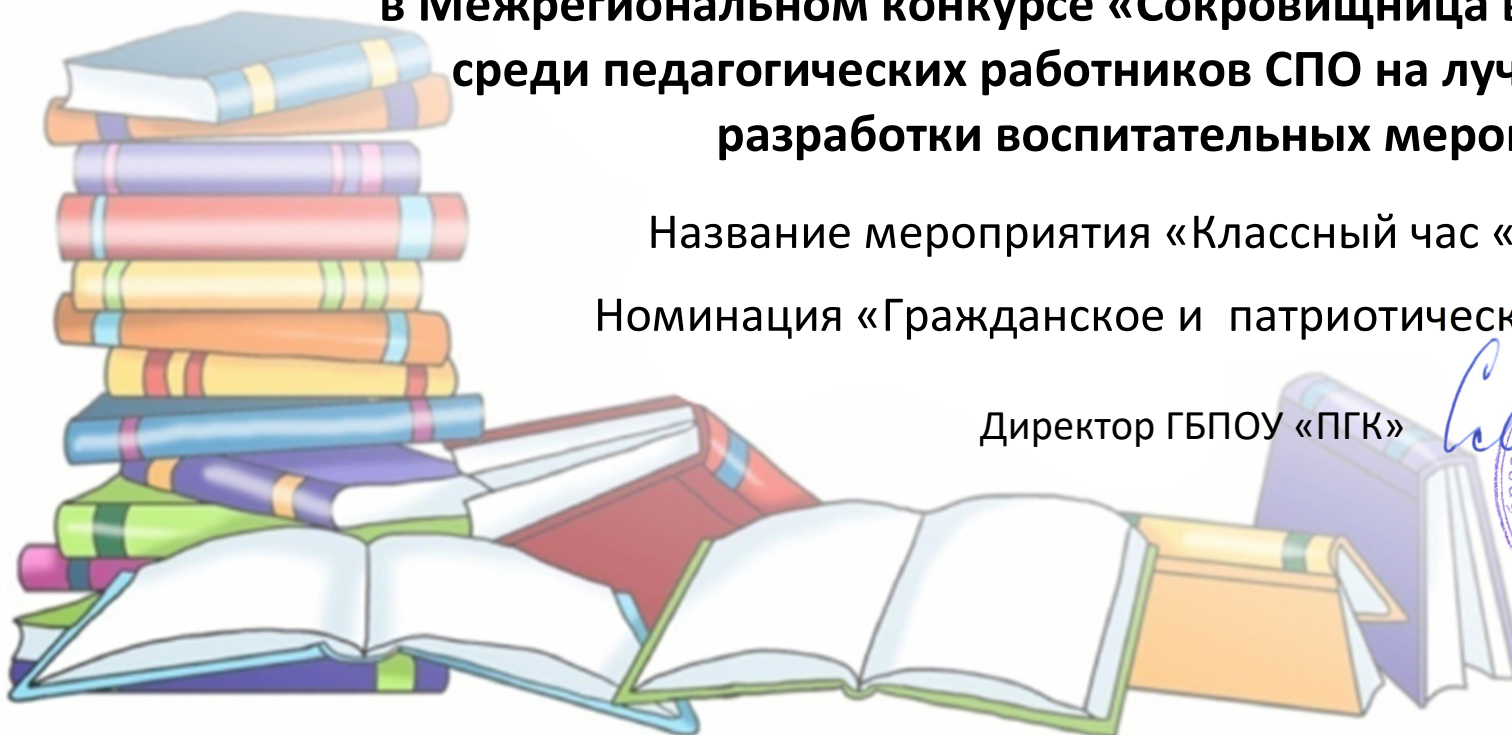 в Межрегиональном конкурсе «Сокровищница
среди педагогических работников СПО на луч
разработки воспитательных меро
Название мероприятия «Классный час «
Номинация «Гражданское и патриотическ
Директор ГБПОУ «ПГК»